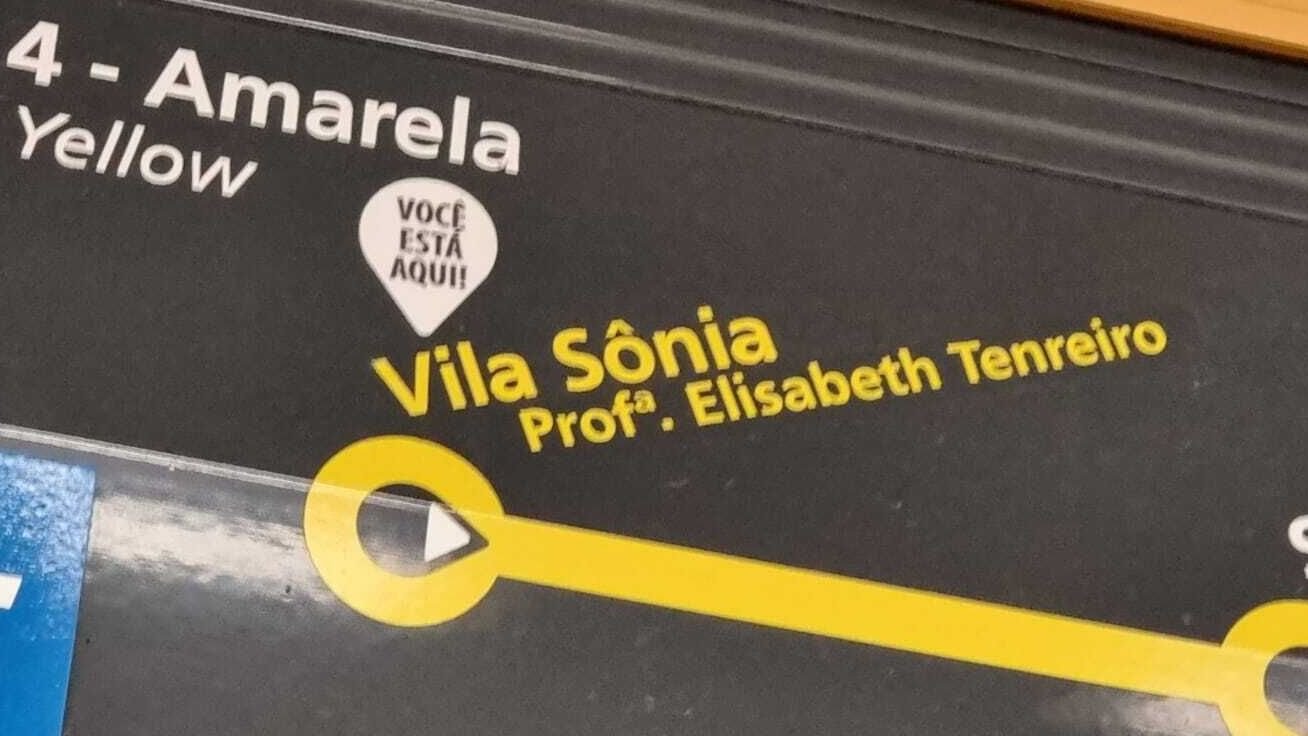 4 - Amarela
Yellow
VOCÊ
ESTÁ
AQUI!
Vila Sônia
Profª. Elisabeth Tenreiro